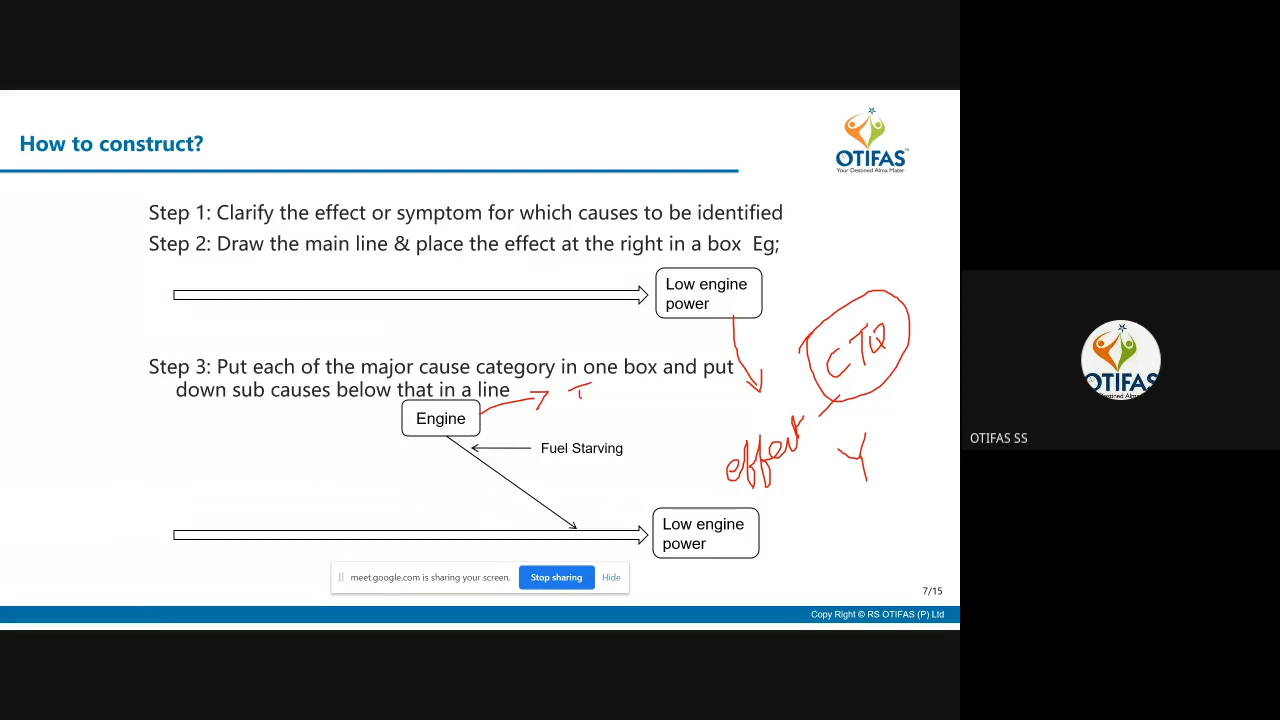 How to construct?
OTIFAS™
Your Destined Alma Mater
Step 1: Clarify the effect or symptom for which causes to be identified
Step 2: Draw the main line & place the effect at the right in a box  Eg;
Low engine
power
CTQ
Step 3: Put each of the major cause category in one box and put
down sub causes below that in a line
Engine
Fuel Starving
effect
Y
Low engine
power
meet.google.com is sharing your screen.
Stop sharing
Hide
7/15
Copy Right © RS OTIFAS (P) Ltd
OTIFAS
OTIFAS SS